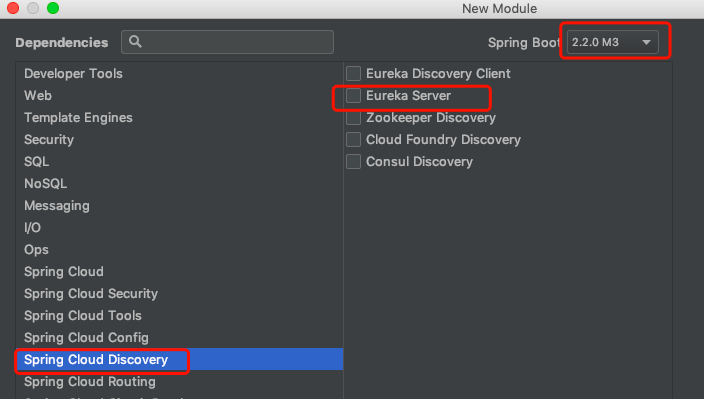 New Module
Dependencies
Spring Boot 2.2.0 M3
Developer Tools
Web
Template Engines
Security
SQL
NoSQL
Messaging
I/O
Ops
Spring Cloud
Spring Cloud Security
Spring Cloud Tools
Spring Cloud Config
Spring Cloud Discovery
Spring Cloud Routing
Eureka Discovery Client
Eureka Server
Zookeeper Discovery
Cloud Foundry Discovery
Consul Discovery